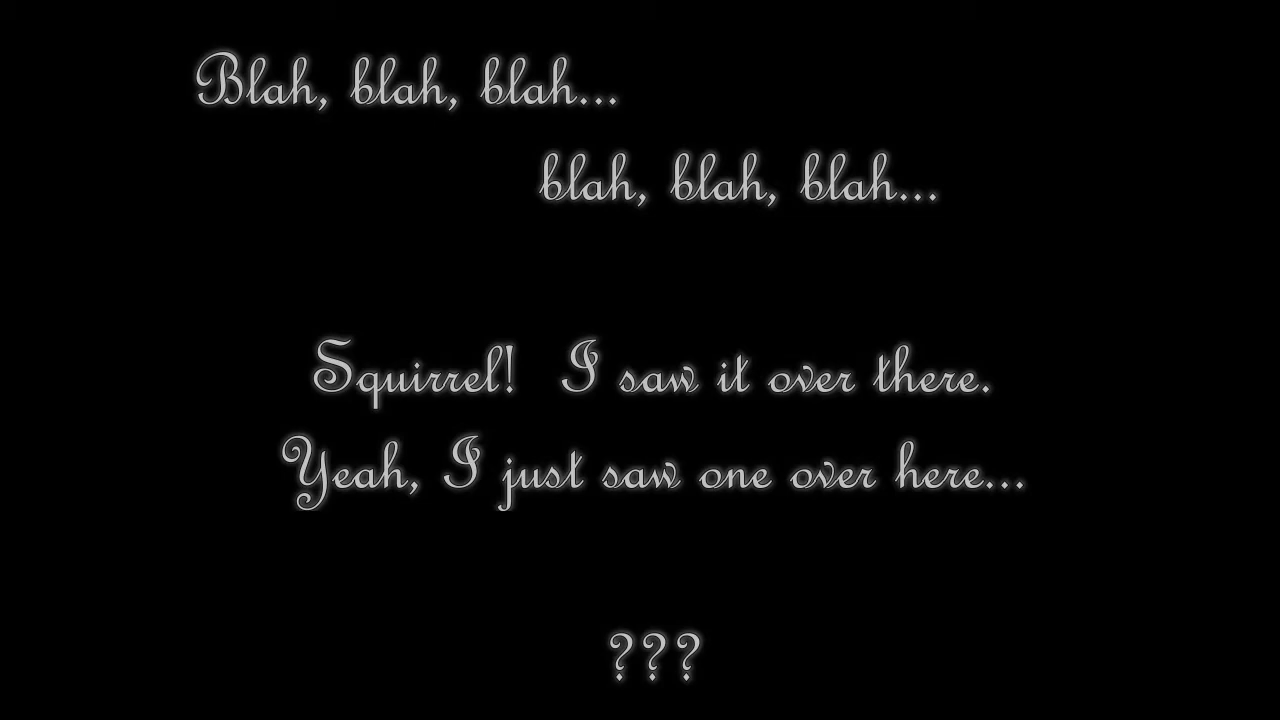 Blah, blah, blah...
blah, blah, blah...
Squirrel!  I saw it over there.
Yeah, I just saw one over here...
???